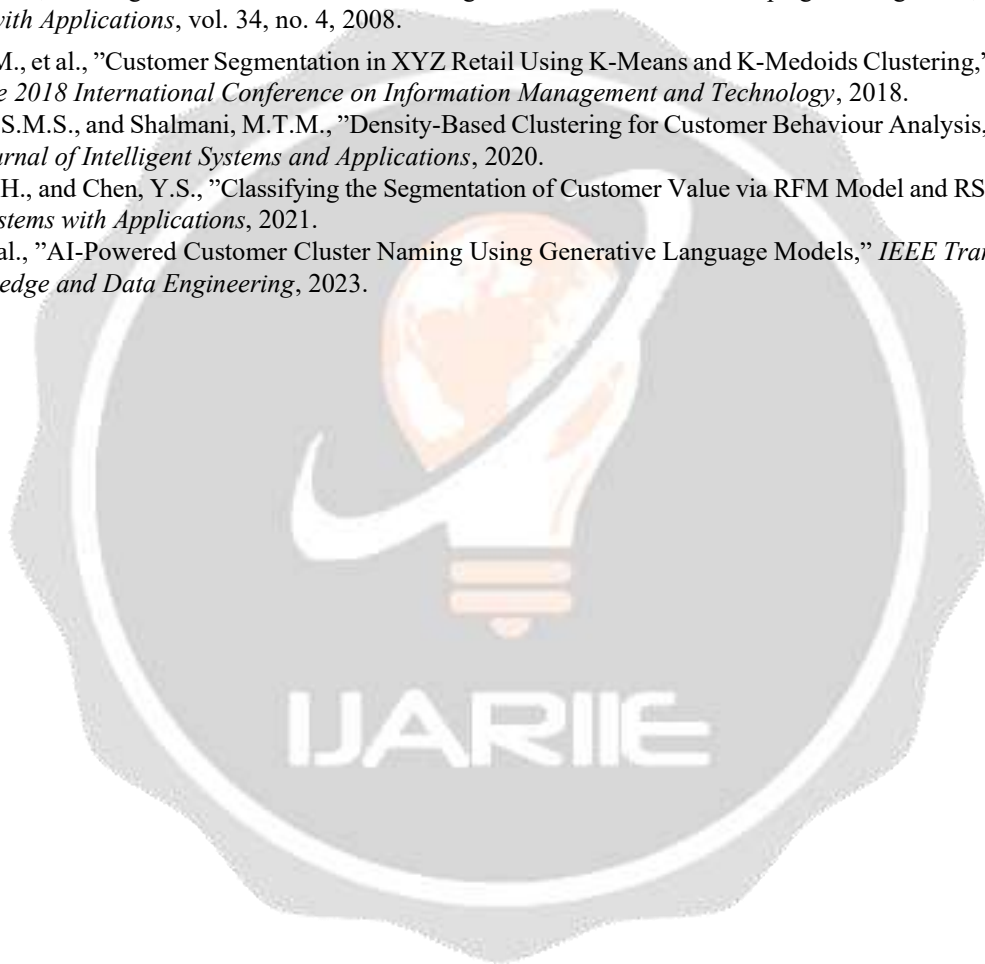 with Applications, vol. 34, no. 4, 2008.
M., et al., ”Customer Segmentation in XYZ Retail Using K-Means and K-Medoids Clustering,”
e 2018 International Conference on Information Management and Technology, 2018.
S.M.S., and Shalmani, M.T.M., ”Density-Based Clustering for Customer Behaviour Analysis,
urnal of Intelligent Systems and Applications, 2020.
H., and Chen, Y.S., ”Classifying the Segmentation of Customer Value via RFM Model and RS
stems with Applications, 2021.
al., ”AI-Powered Customer Cluster Naming Using Generative Language Models,” IEEE Tran
edge and Data Engineering, 2023.
IJARIIE